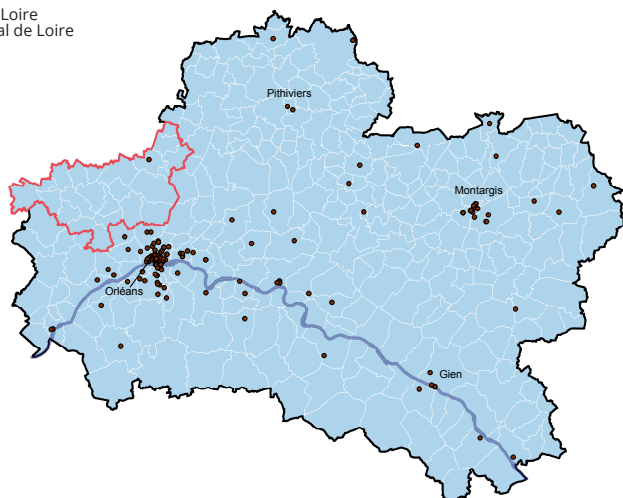 Loire
al de Loire
Pithiviers
Montargis
Orléans
Gien